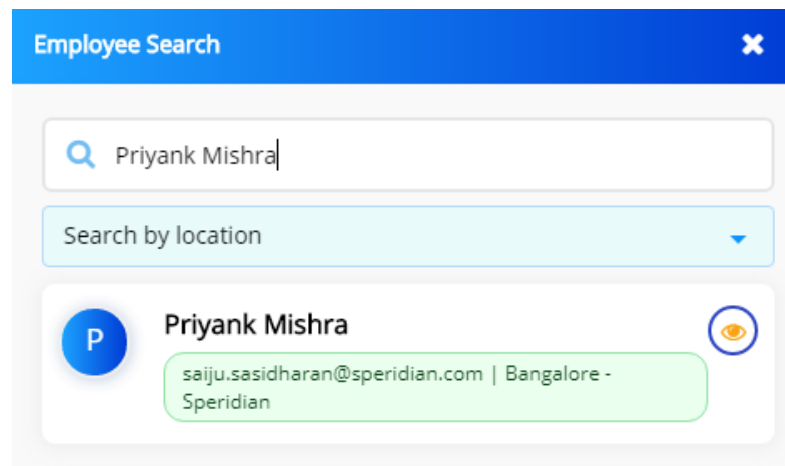 Employee Search
Priyank Mishra
Search by location
P
Priyank Mishra
saiju.sasidharan@speridian.com | Bangalore -
Speridian